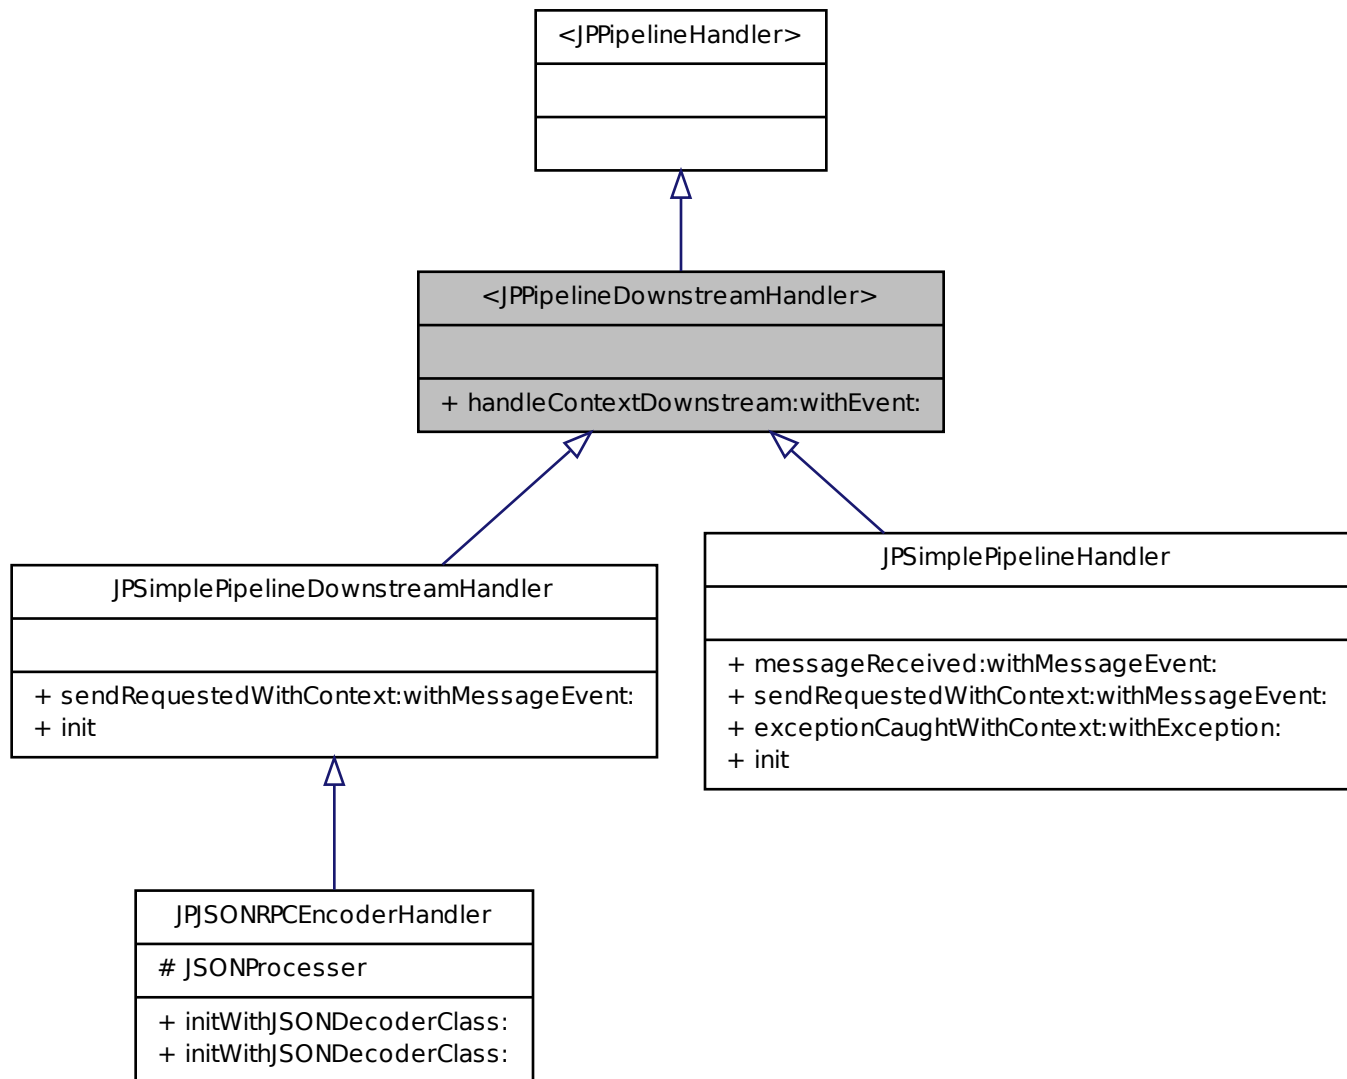 <JPPipelineHandler>
<JPPipelineDownstreamHandler>
+ handleContextDownstream:withEvent:
JPSimplePipelineDownstreamHandler
+ sendRequestedWithContext:withMessageEvent:
+ init
JPSimplePipelineHandler
+ messageReceived:withMessageEvent:
+ sendRequestedWithContext:withMessageEvent:
+ exceptionCaughtWithContext:withException:
+ init
JPJSONRPCEncoderHandler
# JSONProcesser
+ initWithJSONDecoderClass:
+ initWithJSONDecoderClass: